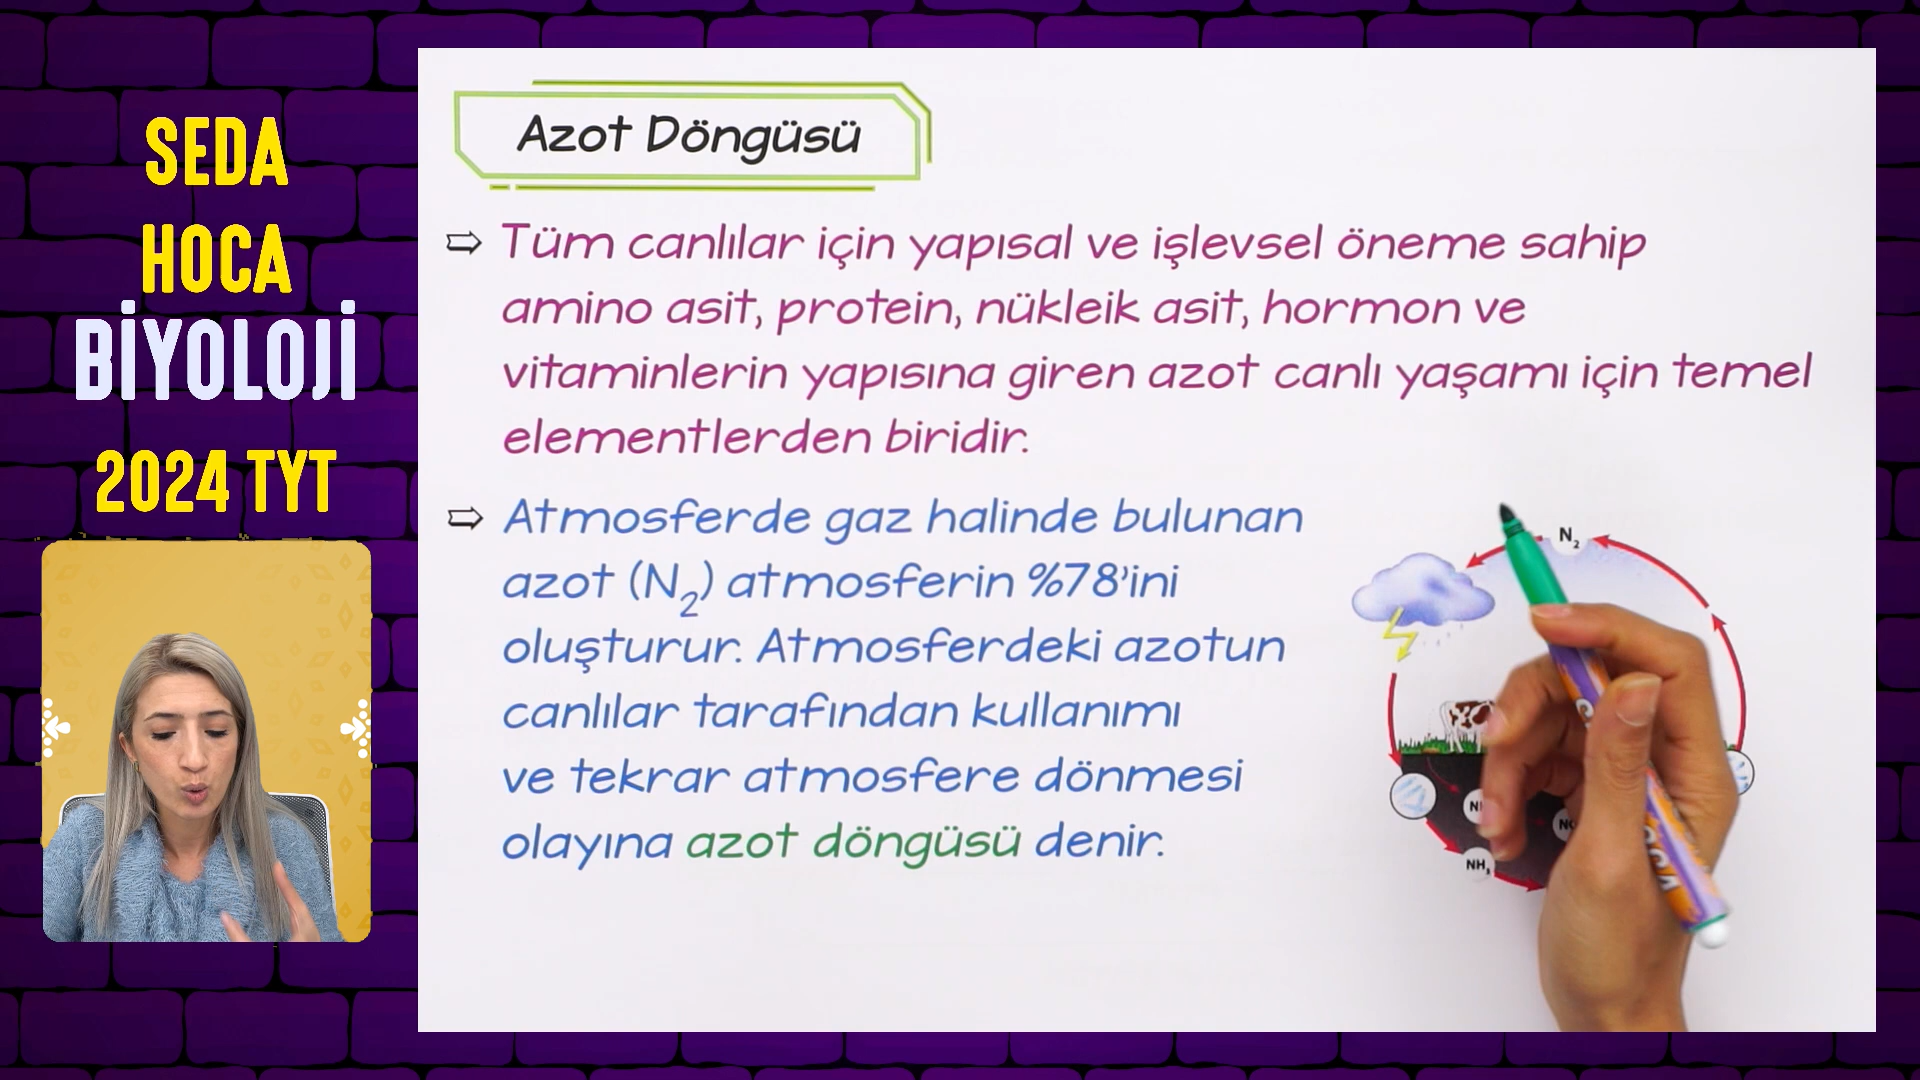 SEDA
HOCA
BİYOLOJİ
2024 TYT
Azot Döngüsü
⇨ Tüm canlılar için yapısal ve işlevsel öneme sahip
amino asit, protein, nükleik asit, hormon ve
vitaminlerin yapısına giren azot canlı yaşamı için temel
elementlerden biridir.
⇨ Atmosferde gaz halinde bulunan
azot (N₂) atmosferin %78’ini
oluşturur. Atmosferdeki azotun
canlılar tarafından kullanımı
ve tekrar atmosfere dönmesi
olayına azot döngüsü denir.
N₂
NH₃